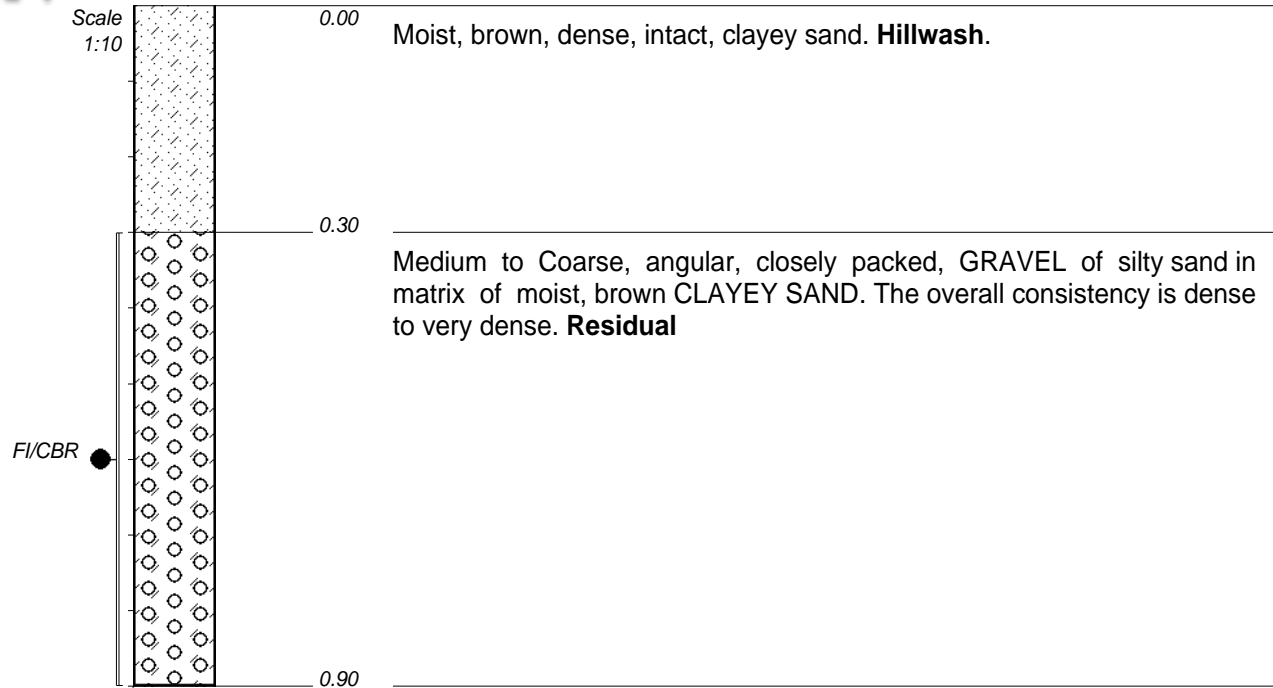 Scale
1:10
0.00
Moist, brown, dense, intact, clayey sand. Hillwash.
0.30
Medium to Coarse, angular, closely packed, GRAVEL of silty sand in
matrix of moist, brown CLAYEY SAND. The overall consistency is dense
to very dense. Residual
FI/CBR
0.90